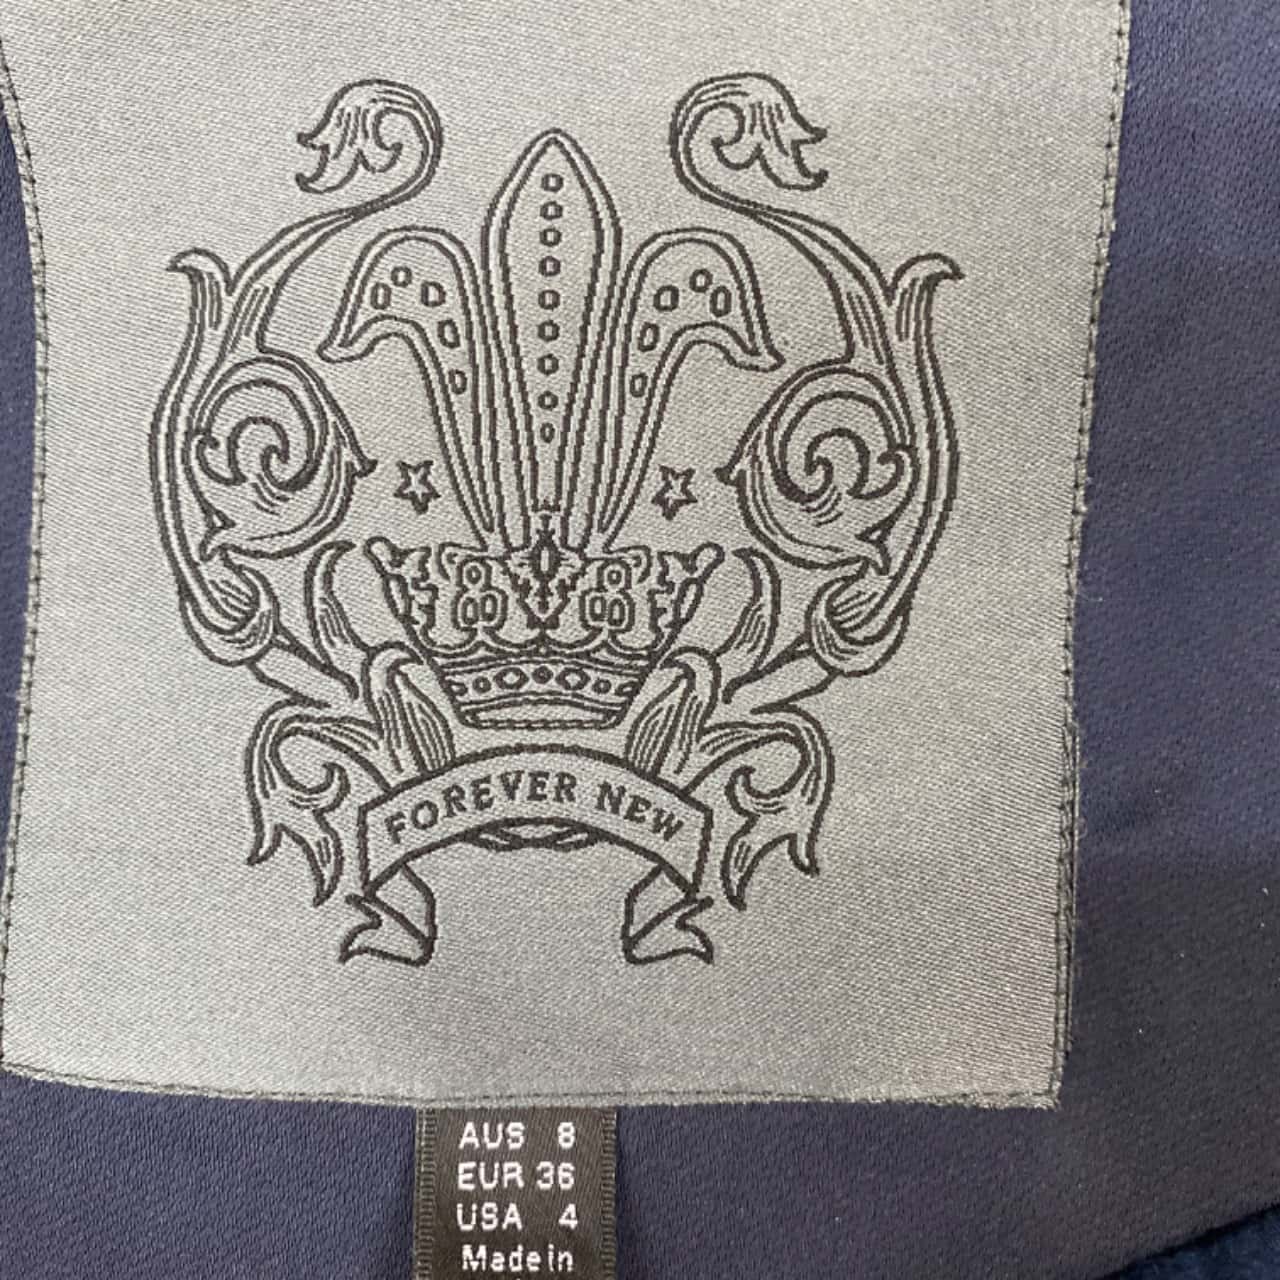 FOREVER NEW
AUS 8
EUR 36
USA 4
Made in